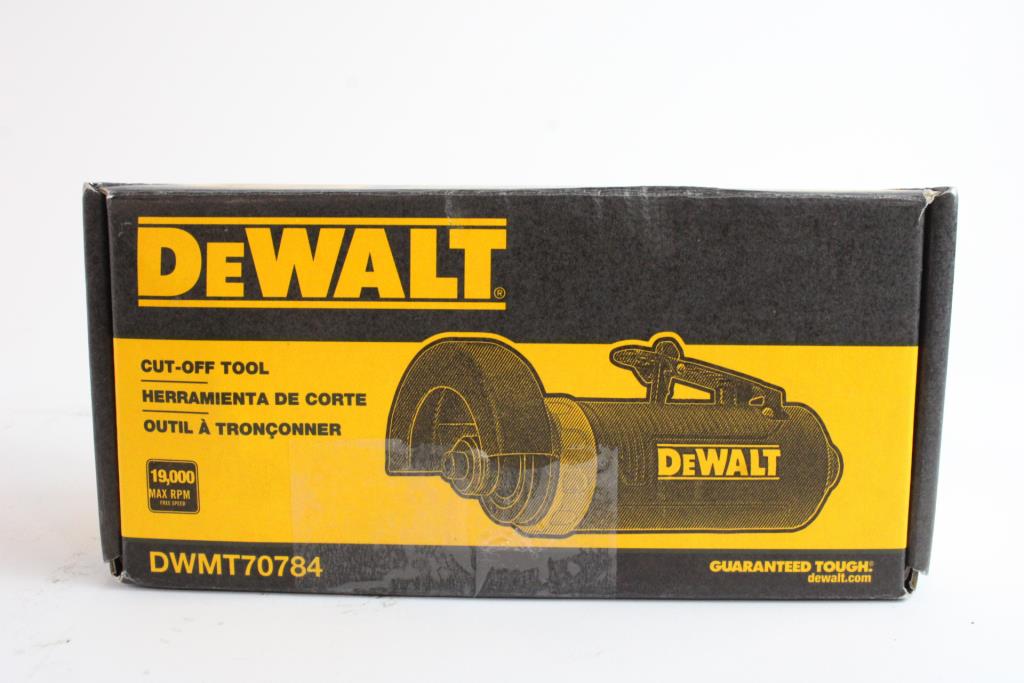 DEWALT®
CUT-OFF TOOL
HERRAMIENTA DE CORTE
OUTIL À TRONÇONNER
19,000
MAX RPM
FREE SPEED
DEWALT
DWMT70784
GUARANTEED TOUGH.®
dewalt.com